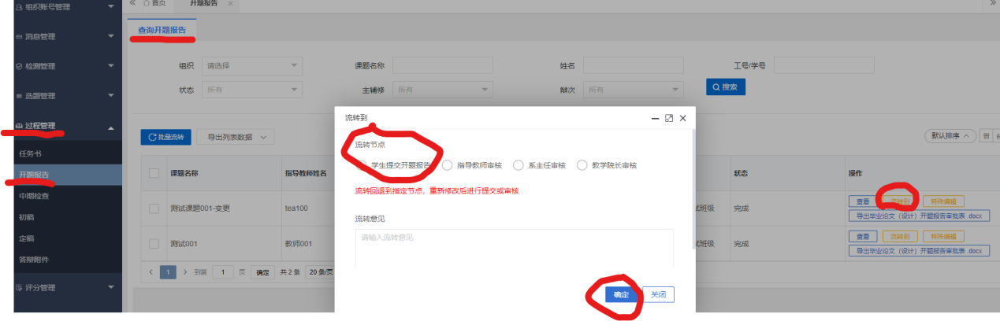 组织账号管理
消息管理
检测管理
选题管理
过程管理
任务书
开题报告
中期检查
初稿
定稿
答辩附件
评分管理
首页 开题报告
查询开题报告
组织 请选择 课题名称 姓名 工号/学号
状态 所有 主辅修 所有 辩次 所有 搜索
批量流转 导出列表数据 默认排序
课题名称 指导教师姓名 状态 操作
测试课题001-变更 tea100 试班级 完成 查看 流转到 特殊编辑
导出毕业论文（设计）开题报告审批表 .docx
测试001 教师001 试班级 完成 查看 流转到 特殊编辑
导出毕业论文（设计）开题报告审批表 .docx
1 到第 1 页 确定 共 2 条 20 条/页
流转到
流转节点
学生提交开题报告 指导教师审核 系主任审核 教学院长审核
流转回退到指定节点，重新修改后进行提交或审核
流转意见
请输入流转意见
确定 关闭